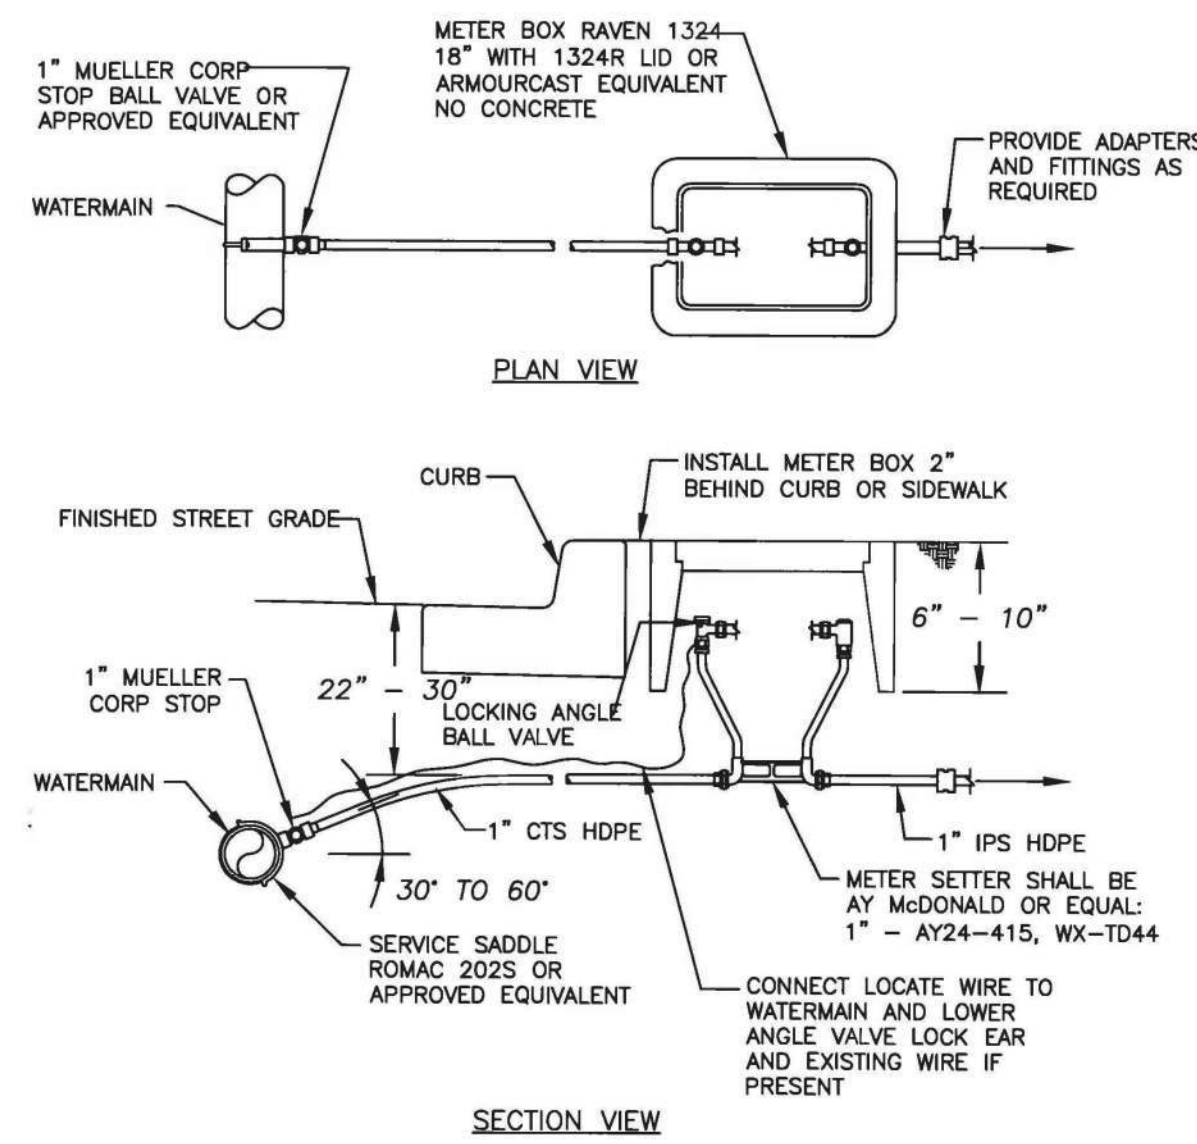 METER BOX RAVEN 1324
18" WITH 1324R LID OR
ARMOURCAST EQUIVALENT
NO CONCRETE
1" MUELLER CORP
STOP BALL VALVE OR
APPROVED EQUIVALENT
PROVIDE ADAPTERS
AND FITTINGS AS
REQUIRED
WATERMAIN
PLAN VIEW
INSTALL METER BOX 2"
BEHIND CURB OR SIDEWALK
CURB
FINISHED STREET GRADE
6" - 10"
1" MUELLER
CORP STOP
22" - 30"
LOCKING ANGLE
BALL VALVE
WATERMAIN
1" CTS HDPE
1" IPS HDPE
30° TO 60°
METER SETTER SHALL BE
AY McDONALD OR EQUAL:
1" - AY24-415, WX-TD44
SERVICE SADDLE
ROMAC 202S OR
APPROVED EQUIVALENT
CONNECT LOCATE WIRE TO
WATERMAIN AND LOWER
ANGLE VALVE LOCK EAR
AND EXISTING WIRE IF
PRESENT
SECTION VIEW